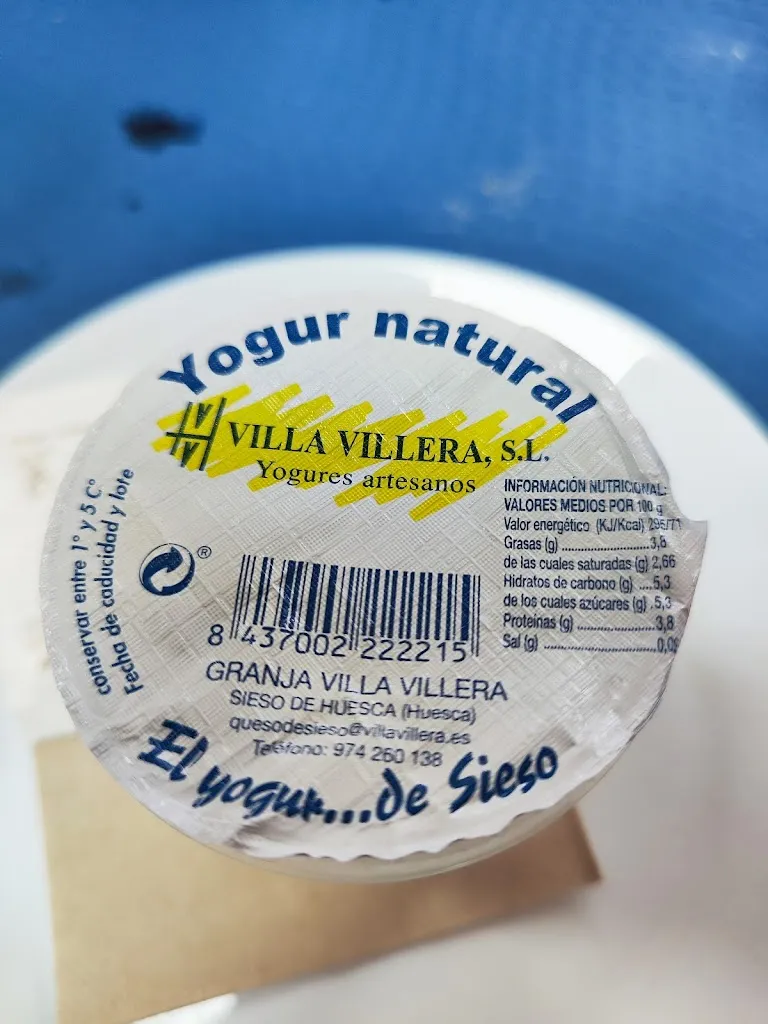 Yogur natural
VILLA VILLERA, S.L.
Yogures artesanos
conservar entre 1° y 5 C°
Fecha de caducidad y lote
®
INFORMACIÓN NUTRICIONAL:
VALORES MEDIOS POR 100 g
Valor energético (KJ/Kcal) 295/71
Grasas (g) ......................3,8
de las cuales saturadas (g) 2,66
Hidratos de carbono (g) ....5,3
de los cuales azúcares (g) .5,3
Proteinas (g) ..................3,8
Sal (g)
8 437002 222215
GRANJA VILLA VILLERA
SIESO DE HUESCA (Huesca)
quesodesieso@villavillera.es
Teléfono: 974 260 138
El yogur...de Sieso